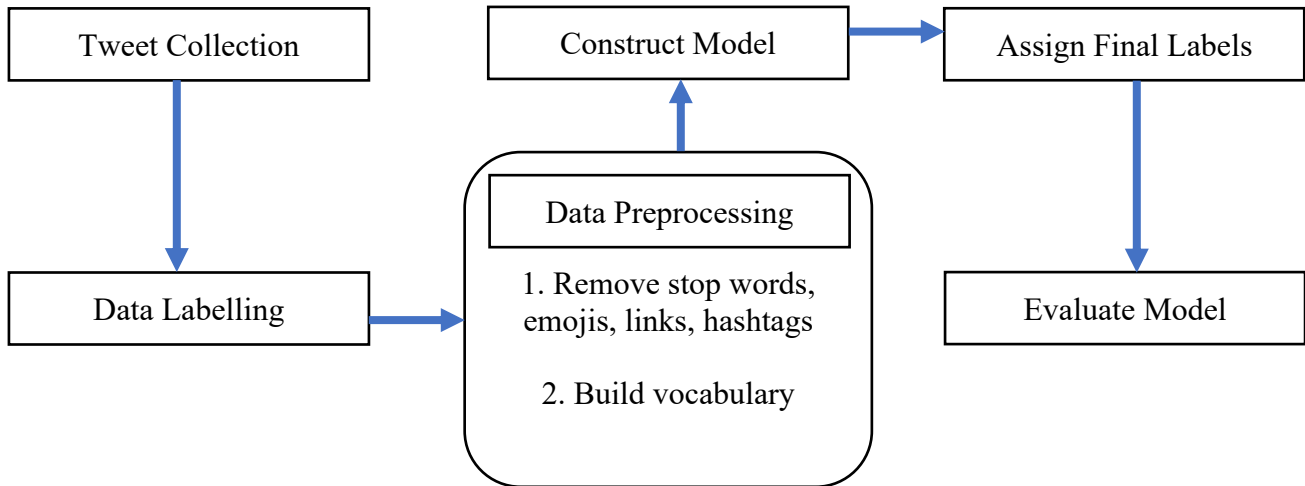 Tweet Collection
Data Labelling
Data Preprocessing
1. Remove stop words,
emojis, links, hashtags
2. Build vocabulary
Construct Model
Assign Final Labels
Evaluate Model